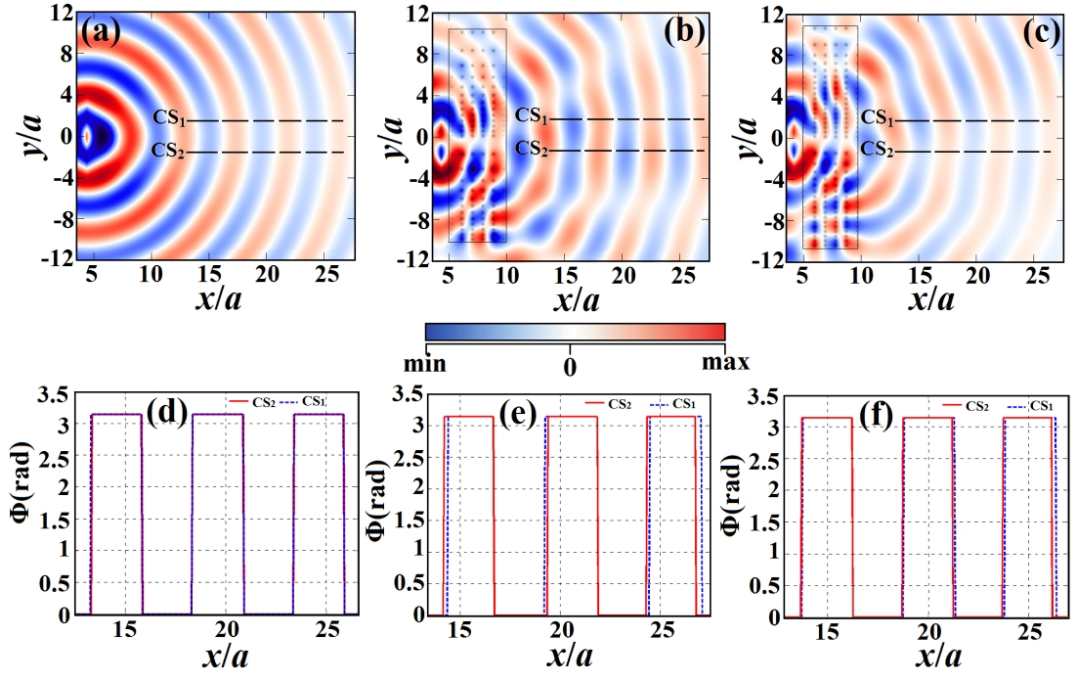 12 (a) 12 (b) 12 (c)
8 8 8
4 CS1 4 CS1 4 CS1
y/a 0 y/a 0 y/a 0
CS2 CS2 CS2
-4 -4 -4
-8 -8 -8
-12 -12 -12
5 10 15 20 25 5 10 15 20 25 5 10 15 20 25
x/a x/a x/a
min 0 max
3.5 (d) CS2 CS1 3.5 (e) CS2 CS1 3.5 (f) CS2 CS1
3 3 3
2.5 2.5 2.5
2 2 2
Φ(rad) 1.5 Φ(rad) 1.5 Φ(rad) 1.5
1 1 1
0.5 0.5 0.5
0 0 0
15 20 25 15 20 25 15 20 25
x/a x/a x/a